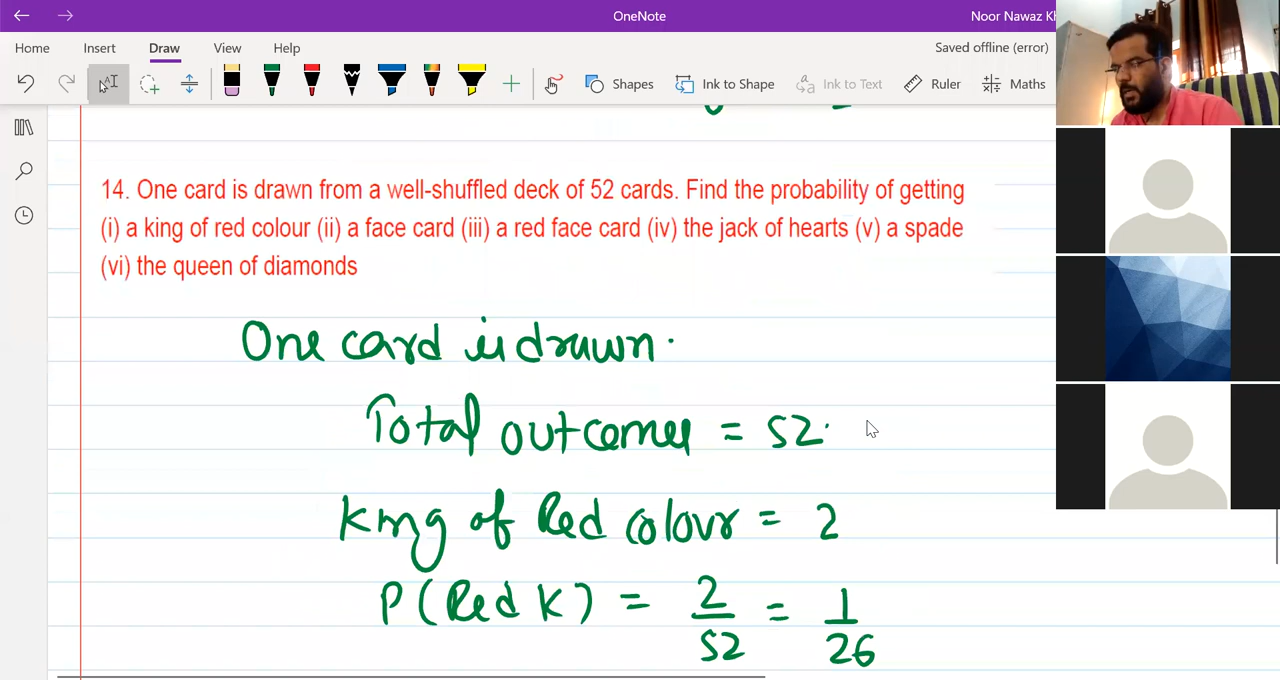 OneNote
Noor Nawaz Kh
Home Insert Draw View Help
Saved offline (error)
Shapes Ink to Shape Ink to Text Ruler Maths
14. One card is drawn from a well-shuffled deck of 52 cards. Find the probability of getting
(i) a king of red colour (ii) a face card (iii) a red face card (iv) the jack of hearts (v) a spade
(vi) the queen of diamonds
One card is drawn.
Total outcomes = 52.
King of Red colour = 2
P(Red K) = 2/52 = 1/26